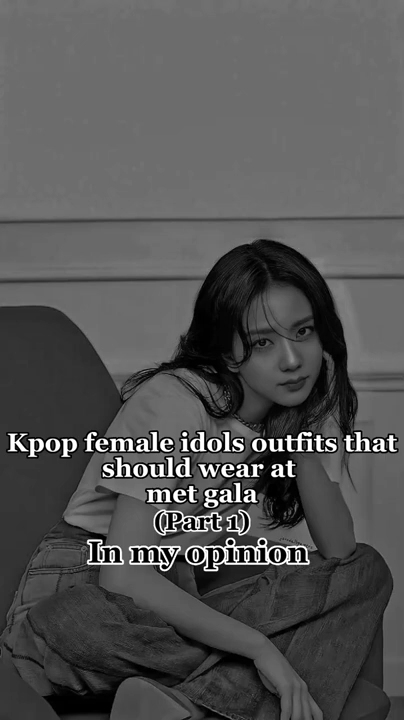 Kpop female idols outfits that
should wear at
met gala
(Part 1)
In my opinion